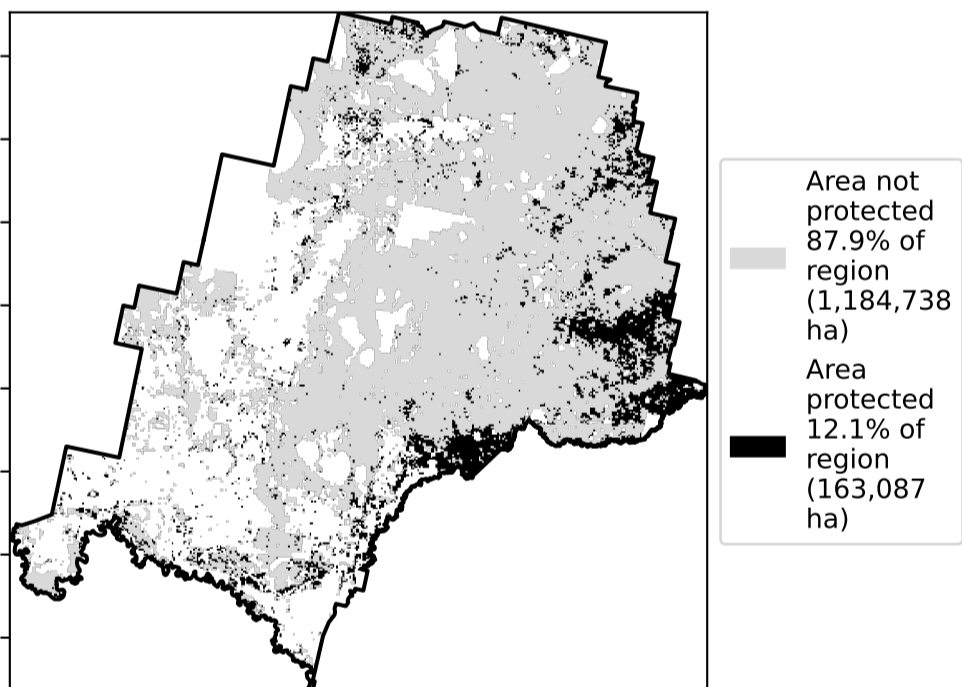 Area not
protected
87.9% of
region
(1,184,738
ha)
Area
protected
12.1% of
region
(163,087
ha)